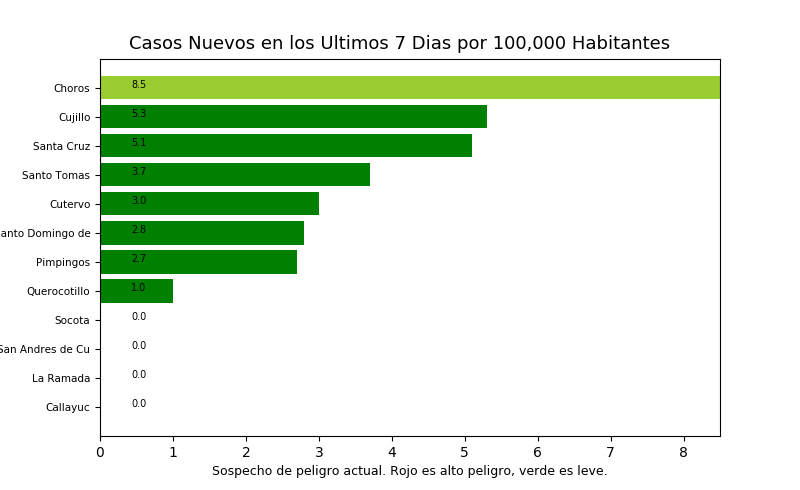 Casos Nuevos en los Ultimos 7 Dias por 100,000 Habitantes
Choros 8.5
Cujillo 5.3
Santa Cruz 5.1
Santo Tomas 3.7
Cutervo 3.0
anto Domingo de 2.8
Pimpingos 2.7
Querocotillo 1.0
Socota 0.0
San Andres de Cu 0.0
La Ramada 0.0
Callayuc 0.0
0 1 2 3 4 5 6 7 8
Sospecho de peligro actual. Rojo es alto peligro, verde es leve.